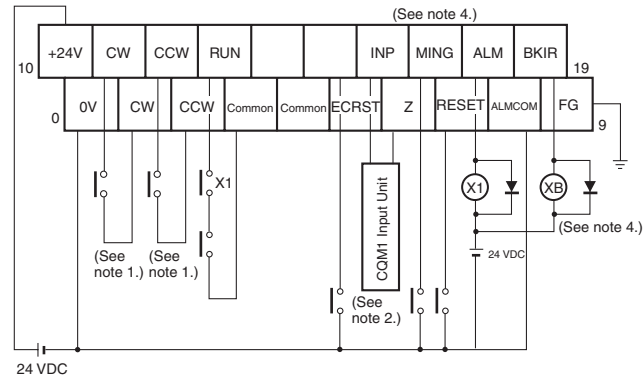 (See note 4.)
+24V CW CCW RUN INP MING ALM BKIR
10 19
0V CW CCW Common Common ECRST Z RESET ALMCOM FG
0 9
X1
X1 XB
CQM1 Input Unit
(See note 1.)
(See note 1.)
(See note 2.)
(See note 4.)
24 VDC
24 VDC